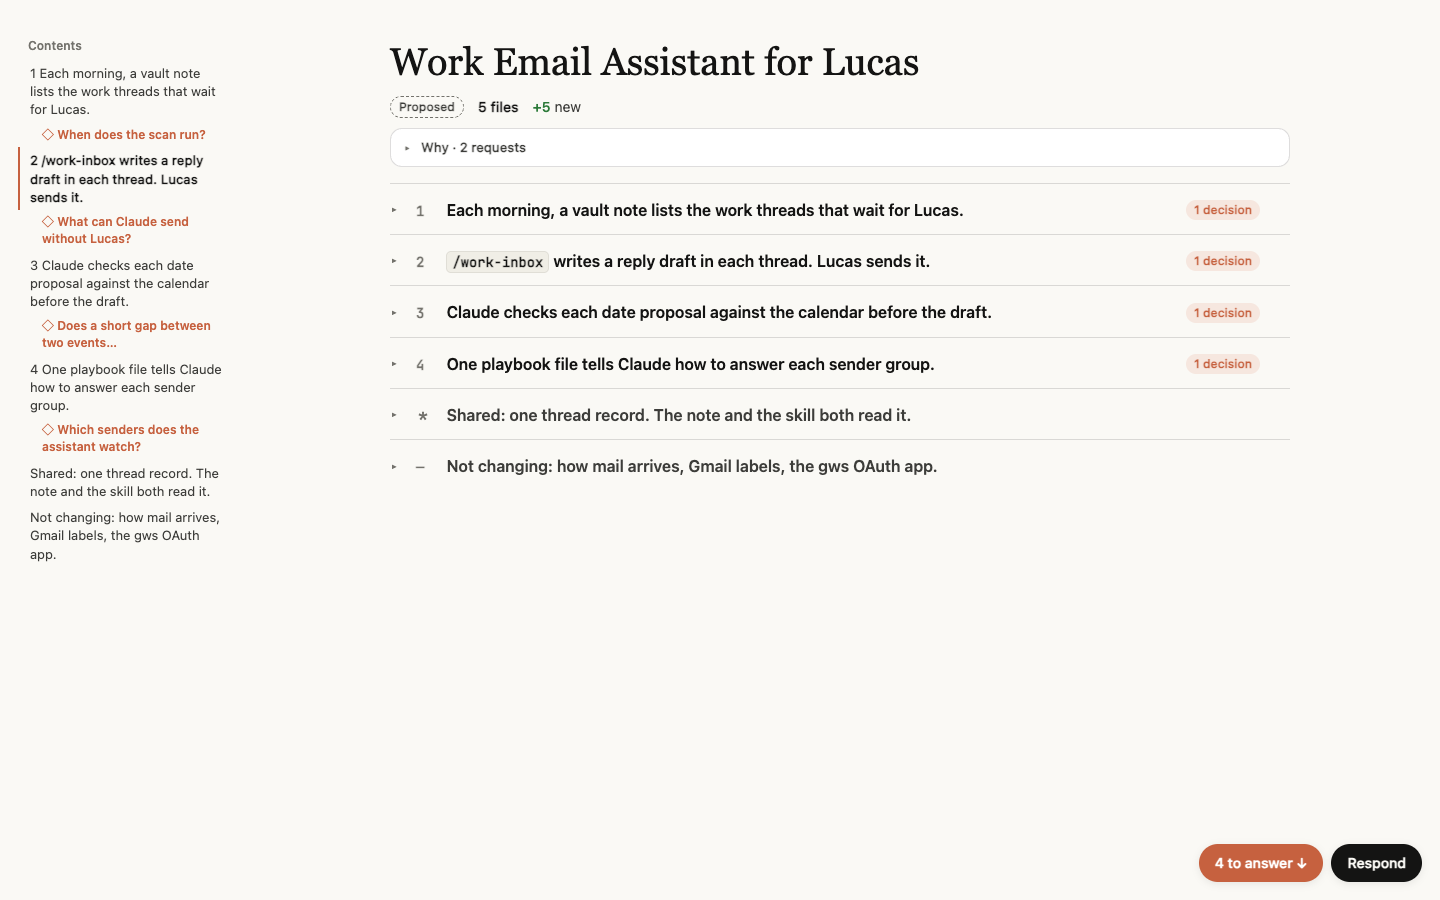 Contents
1 Each morning, a vault note
lists the work threads that wait
for Lucas.
◇ When does the scan run?
2 /work-inbox writes a reply
draft in each thread. Lucas
sends it.
◇ What can Claude send
without Lucas?
3 Claude checks each date
proposal against the calendar
before the draft.
◇ Does a short gap between
two events…
4 One playbook file tells Claude
how to answer each sender
group.
◇ Which senders does the
assistant watch?
Shared: one thread record. The
note and the skill both read it.
Not changing: how mail arrives,
Gmail labels, the gws OAuth
app.
Work Email Assistant for Lucas
Proposed 5 files +5 new
▸ Why · 2 requests
▸ 1 Each morning, a vault note lists the work threads that wait for Lucas. 1 decision
▸ 2 /work-inbox writes a reply draft in each thread. Lucas sends it. 1 decision
▸ 3 Claude checks each date proposal against the calendar before the draft. 1 decision
▸ 4 One playbook file tells Claude how to answer each sender group. 1 decision
▸ * Shared: one thread record. The note and the skill both read it.
▸ – Not changing: how mail arrives, Gmail labels, the gws OAuth app.
4 to answer ↓ Respond